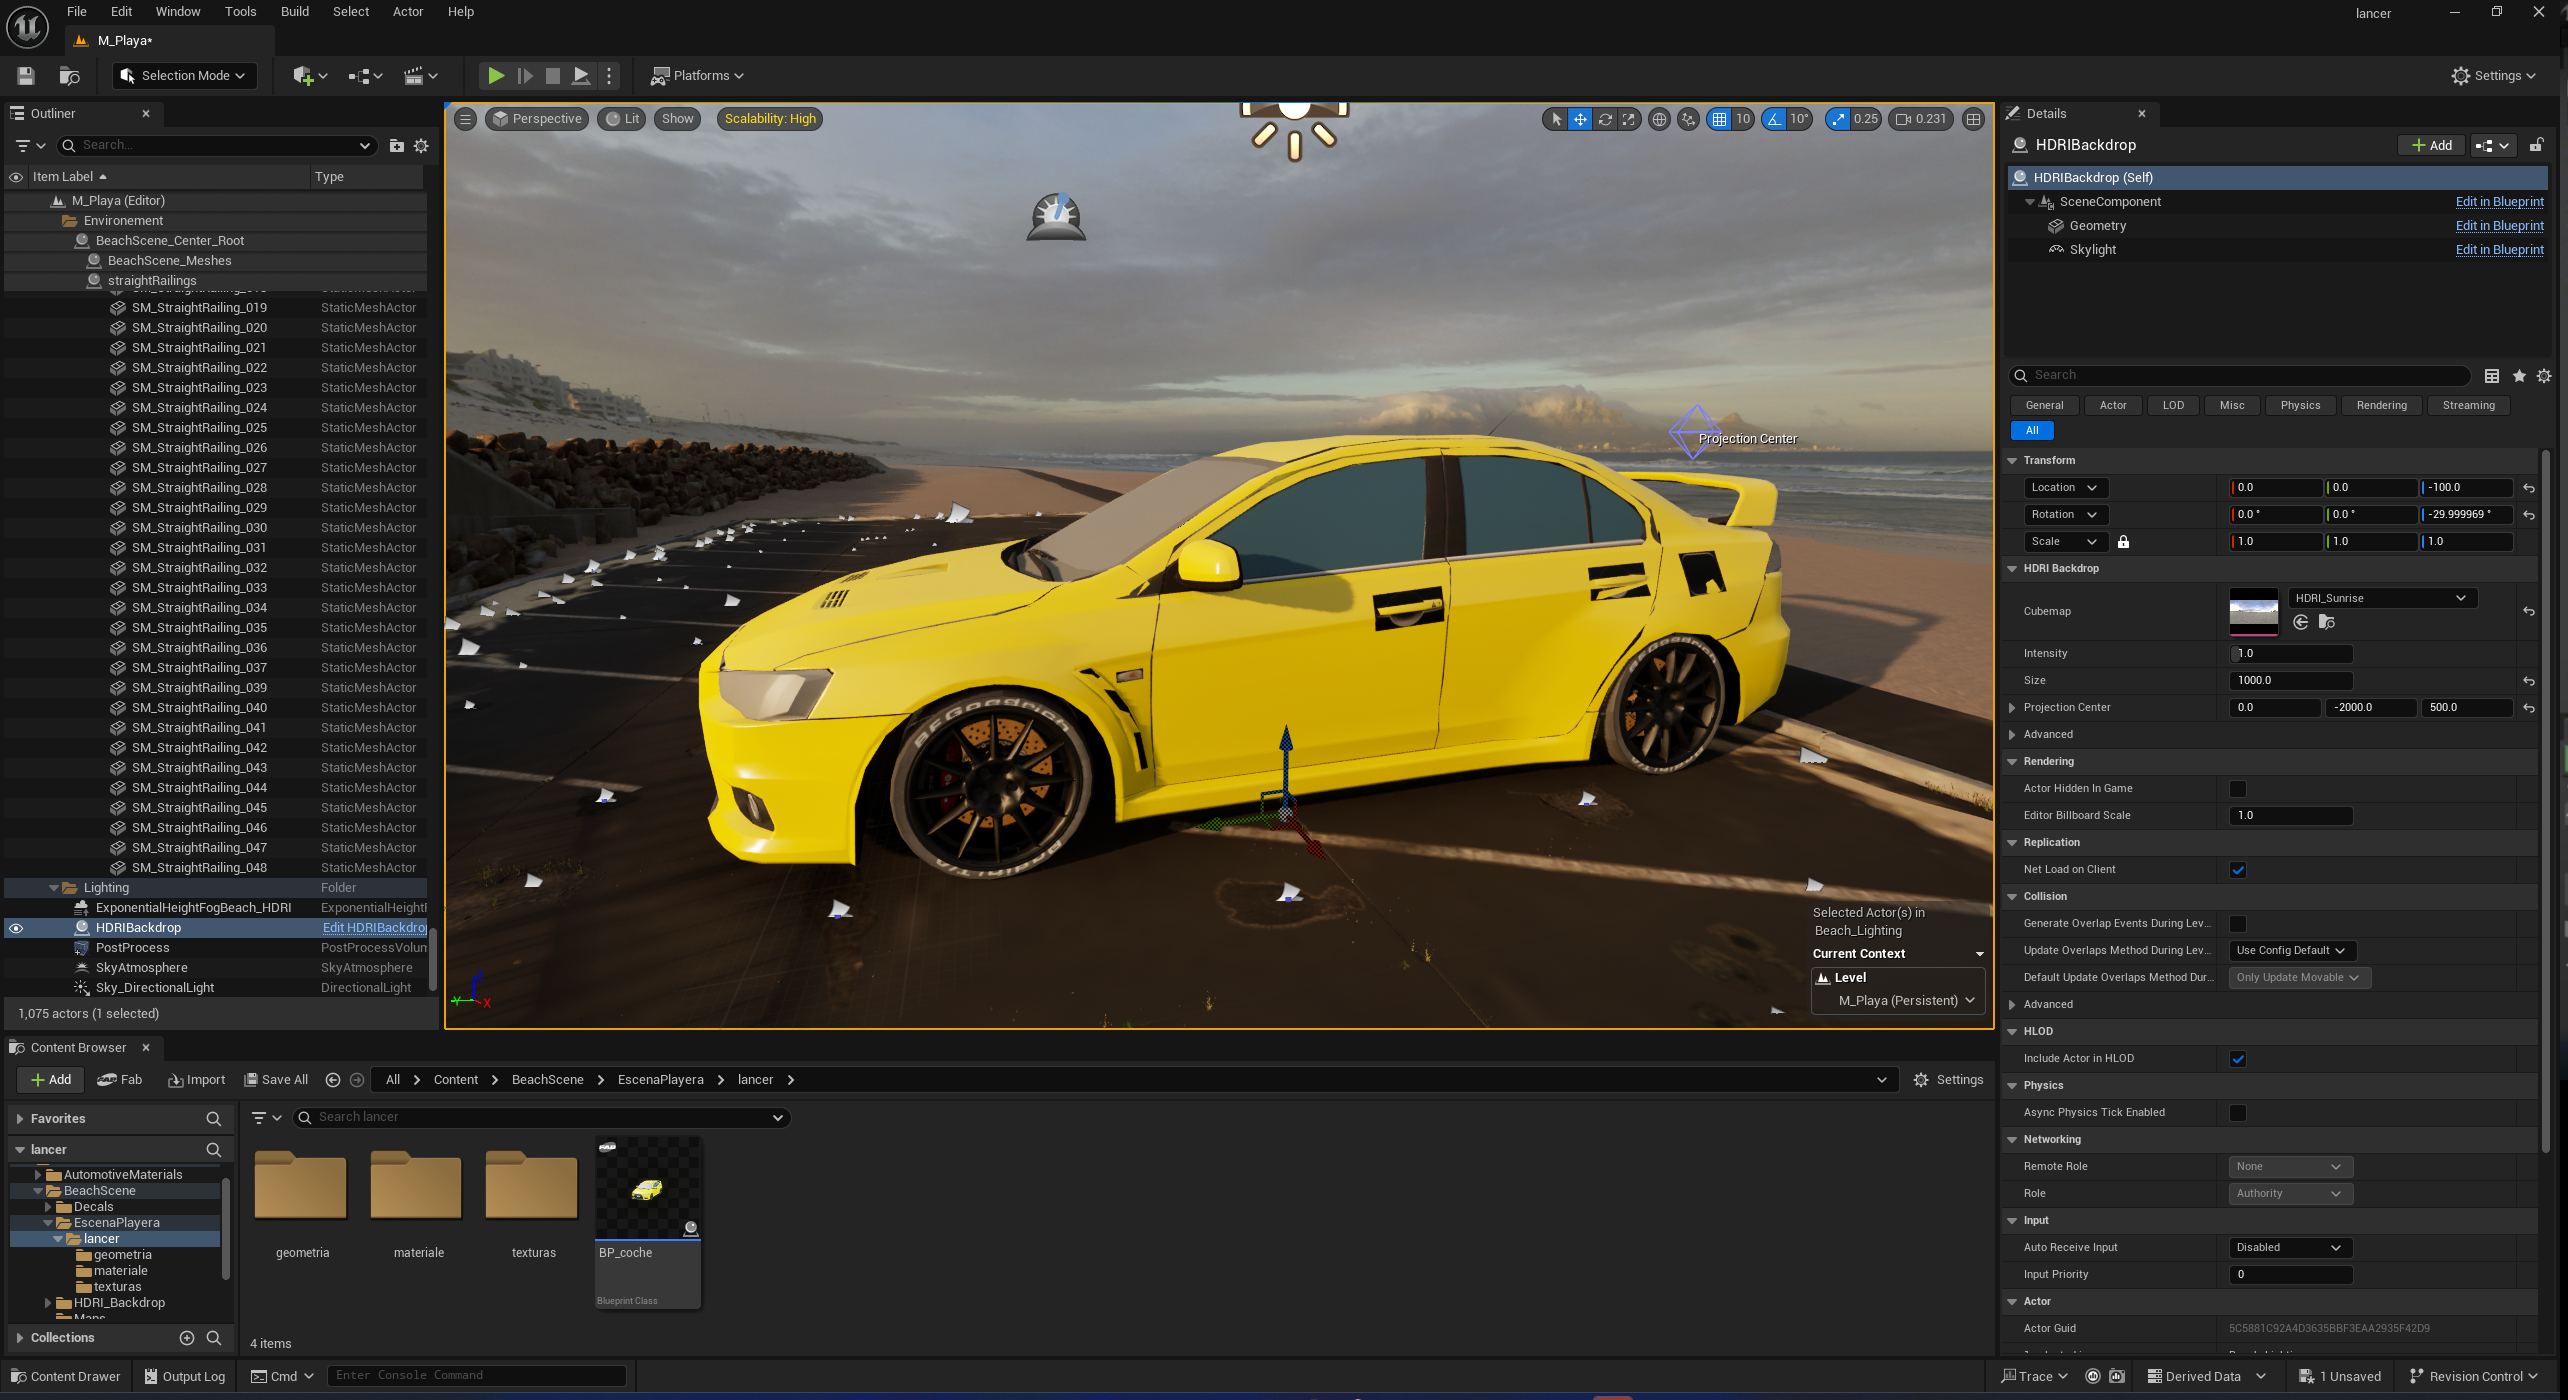 File Edit Window Tools Build Select Actor Help
lancer
M_Playa*
Selection Mode
Platforms
Settings
Outliner
Search...
Item Label Type
M_Playa (Editor)
Environement
BeachScene_Center_Root
BeachScene_Meshes
straightRailings
SM_StraightRailing_019 StaticMeshActor
SM_StraightRailing_020 StaticMeshActor
SM_StraightRailing_021 StaticMeshActor
SM_StraightRailing_022 StaticMeshActor
SM_StraightRailing_023 StaticMeshActor
SM_StraightRailing_024 StaticMeshActor
SM_StraightRailing_025 StaticMeshActor
SM_StraightRailing_026 StaticMeshActor
SM_StraightRailing_027 StaticMeshActor
SM_StraightRailing_028 StaticMeshActor
SM_StraightRailing_029 StaticMeshActor
SM_StraightRailing_030 StaticMeshActor
SM_StraightRailing_031 StaticMeshActor
SM_StraightRailing_032 StaticMeshActor
SM_StraightRailing_033 StaticMeshActor
SM_StraightRailing_034 StaticMeshActor
SM_StraightRailing_035 StaticMeshActor
SM_StraightRailing_036 StaticMeshActor
SM_StraightRailing_037 StaticMeshActor
SM_StraightRailing_039 StaticMeshActor
SM_StraightRailing_040 StaticMeshActor
SM_StraightRailing_041 StaticMeshActor
SM_StraightRailing_042 StaticMeshActor
SM_StraightRailing_043 StaticMeshActor
SM_StraightRailing_044 StaticMeshActor
SM_StraightRailing_045 StaticMeshActor
SM_StraightRailing_046 StaticMeshActor
SM_StraightRailing_047 StaticMeshActor
SM_StraightRailing_048 StaticMeshActor
Lighting Folder
ExponentialHeightFogBeach_HDRI ExponentialHeightF
HDRIBackdrop Edit HDRIBackdro
PostProcess PostProcessVolum
SkyAtmosphere SkyAtmosphere
Sky_DirectionalLight DirectionalLight
1,075 actors (1 selected)
Perspective Lit Show Scalability: High
10 10° 0.25 0.231
Projection Center
Selected Actor(s) in
Beach_Lighting
Current Context
Level
M_Playa (Persistent)
Y Z X
Details
HDRIBackdrop
Add
HDRIBackdrop (Self)
SceneComponent Edit in Blueprint
Geometry Edit in Blueprint
Skylight Edit in Blueprint
Search
General Actor LOD Misc Physics Rendering Streaming
All
Transform
Location 0.0 0.0 -100.0
Rotation 0.0 ° 0.0 ° -29.999969 °
Scale 1.0 1.0 1.0
HDRI Backdrop
Cubemap HDRI_Sunrise
Intensity 1.0
Size 1000.0
Projection Center 0.0 -2000.0 500.0
Advanced
Rendering
Actor Hidden In Game
Editor Billboard Scale 1.0
Replication
Net Load on Client
Collision
Generate Overlap Events During Lev...
Update Overlaps Method During Lev... Use Config Default
Default Update Overlaps Method Dur... Only Update Movable
Advanced
HLOD
Include Actor in HLOD
Physics
Async Physics Tick Enabled
Networking
Remote Role None
Role Authority
Input
Auto Receive Input Disabled
Input Priority 0
Actor
Actor Guid 5C5881C92A4D3635BBF3EAA2935F42D9
Content Browser
Add Fab Import Save All All Content BeachScene EscenaPlayera lancer Settings
Favorites
lancer
AutomotiveMaterials
BeachScene
Decals
EscenaPlayera
lancer
geometria
materiale
texturas
HDRI_Backdrop
Maps
Collections
Search lancer
geometria materiale texturas BP_coche
Blueprint Class
4 items
Content Drawer Output Log Cmd Enter Console Command Trace Derived Data 1 Unsaved Revision Control